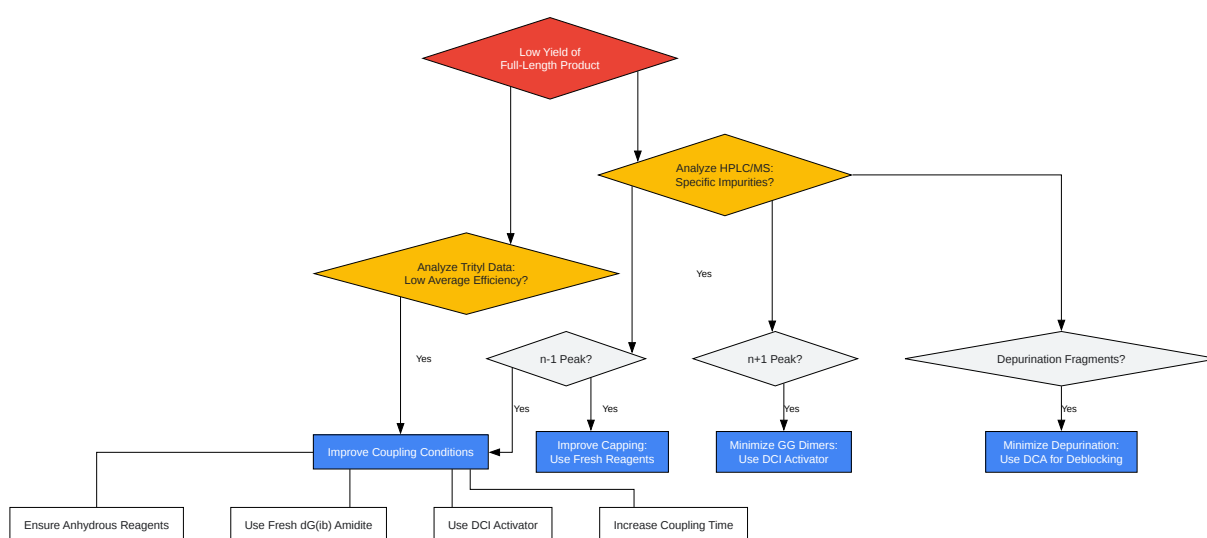 Low Yield of
Full-Length Product
Analyze HPLC/MS:
Specific Impurities?
Analyze Trityl Data:
Low Average Efficiency?
Yes
Yes
n-1 Peak?
n+1 Peak?
Depurination Fragments?
Yes
Yes
Yes
Yes
Improve Coupling Conditions
Improve Capping:
Use Fresh Reagents
Minimize GG Dimers:
Use DCI Activator
Minimize Depurination:
Use DCA for Deblocking
Ensure Anhydrous Reagents
Use Fresh dG(ib) Amidite
Use DCI Activator
Increase Coupling Time